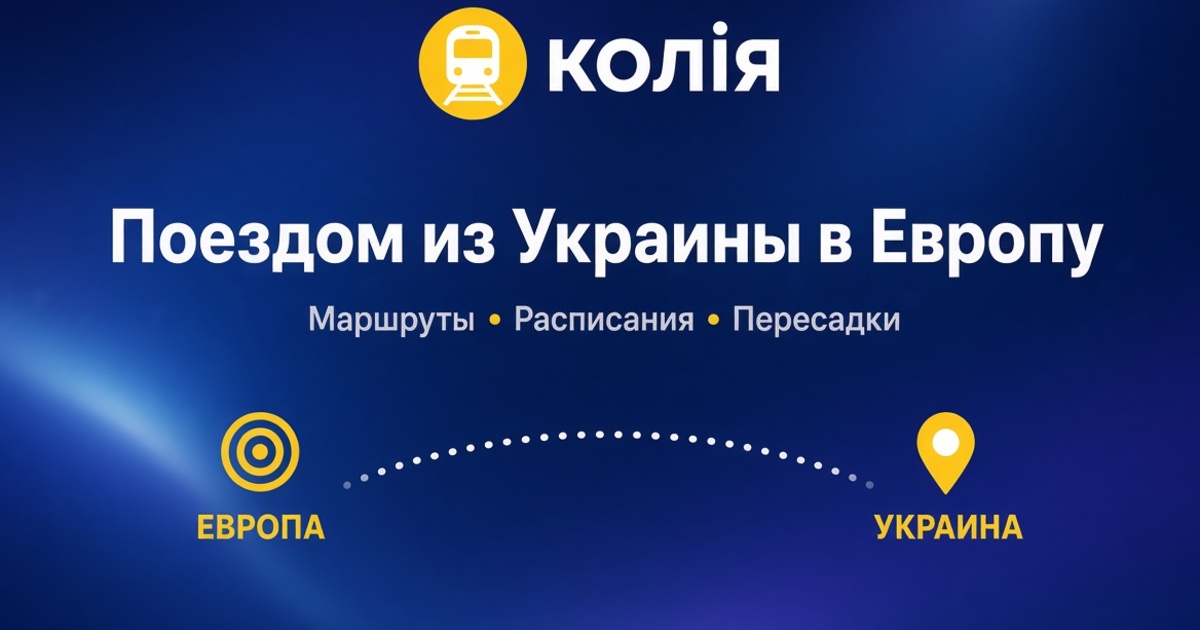 колія
Поездом из Украины в Европу
Маршруты • Расписания • Пересадки
ЕВРОПА
УКРАИНА